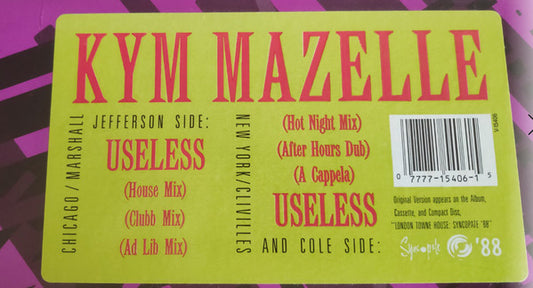 KYM MAZELLE
CHICAGO/MARSHALL
JEFFERSON SIDE:
USELESS
(House Mix)
(Clubb Mix)
(Ad Lib Mix)
NEW YORK/CLIVILLES
(Hot Night Mix)
(After Hours Dub)
(A Cappela)
USELESS
AND COLE SIDE:
V-15406
0 7777-15406-1 5
Original Version appears on the Album,
Cassette, and Compact Disc,
"LONDON TOWNE HOUSE: SYNCOPATE '88"
Syncopate '88